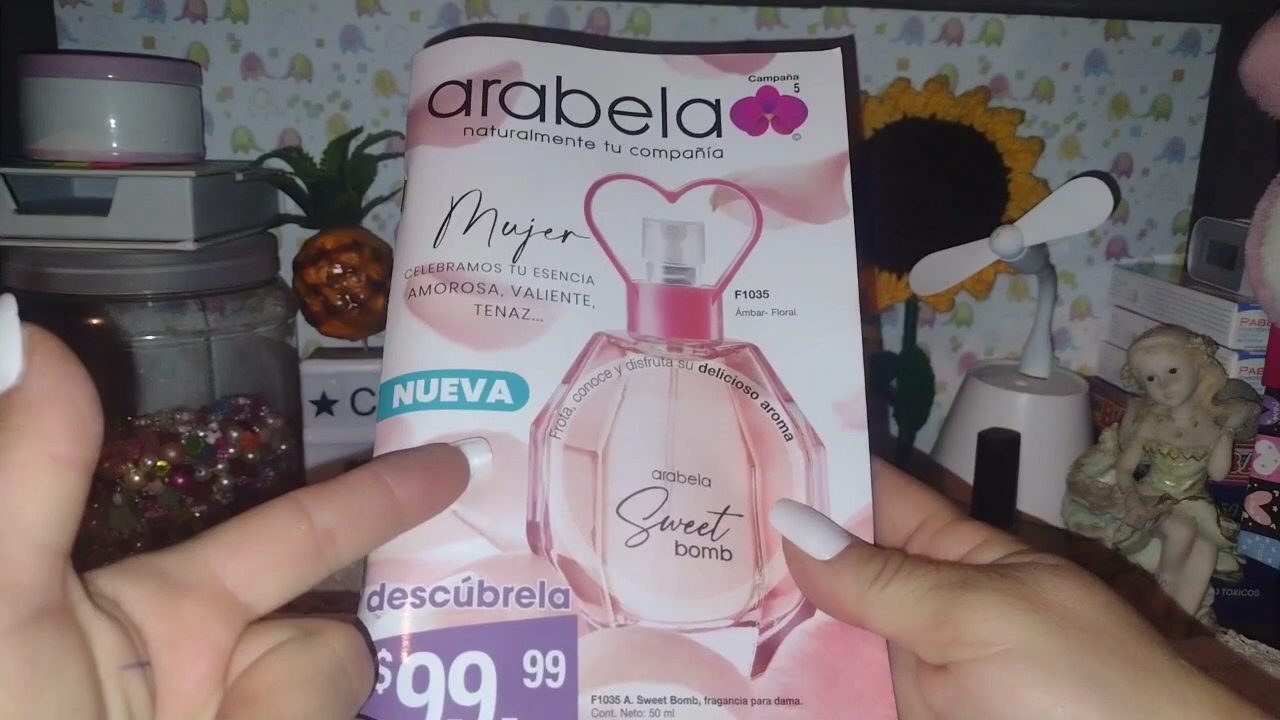 arabela
naturalmente tu compañía
Campaña
5
©
Mujer
CELEBRAMOS TU ESENCIA
AMOROSA, VALIENTE,
TENAZ...
F1035
Ámbar- Floral.
NUEVA
Frota, conoce y disfruta su delicioso aroma
arabela
Sweet
bomb
descúbrela
$99.99
F1035 A. Sweet Bomb, fragancia para dama.
Cont. Neto: 50 ml
★ C
TOXICOS